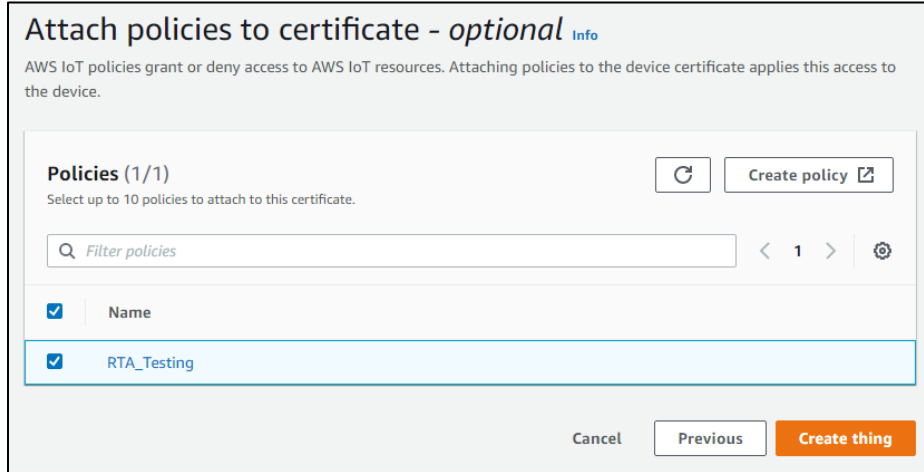 Attach policies to certificate - optional Info
AWS IoT policies grant or deny access to AWS IoT resources. Attaching policies to the device certificate applies this access to
the device.
Policies (1/1)
Create policy
Select up to 10 policies to attach to this certificate.
Filter policies
1
Name
RTA_Testing
Cancel
Previous
Create thing